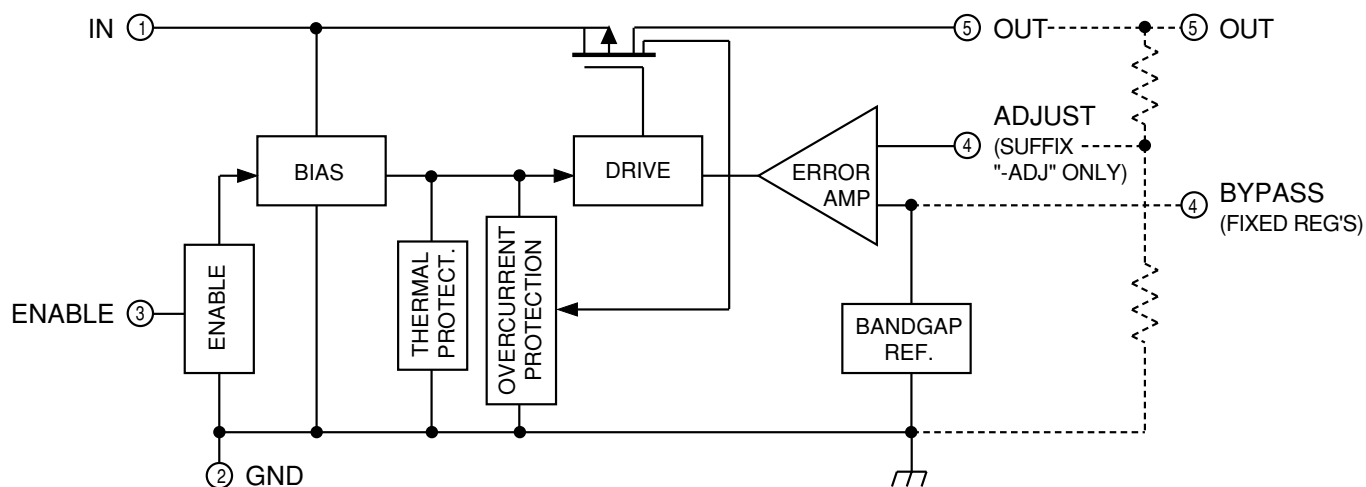 IN 1
5 OUT
5 OUT
BIAS
DRIVE
ERROR
AMP
4 ADJUST
(SUFFIX
"-ADJ" ONLY)
4 BYPASS
(FIXED REG'S)
ENABLE 3
ENABLE
THERMAL
PROTECT.
OVERCURRENT
PROTECTION
BANDGAP
REF.
2 GND